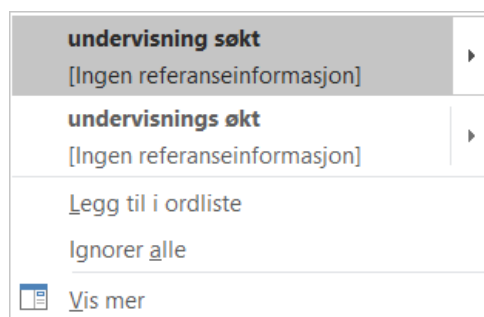 undervisning søkt
[Ingen referanseinformasjon]
undervisnings økt
[Ingen referanseinformasjon]
Legg til i ordliste
Ignorer alle
Vis mer